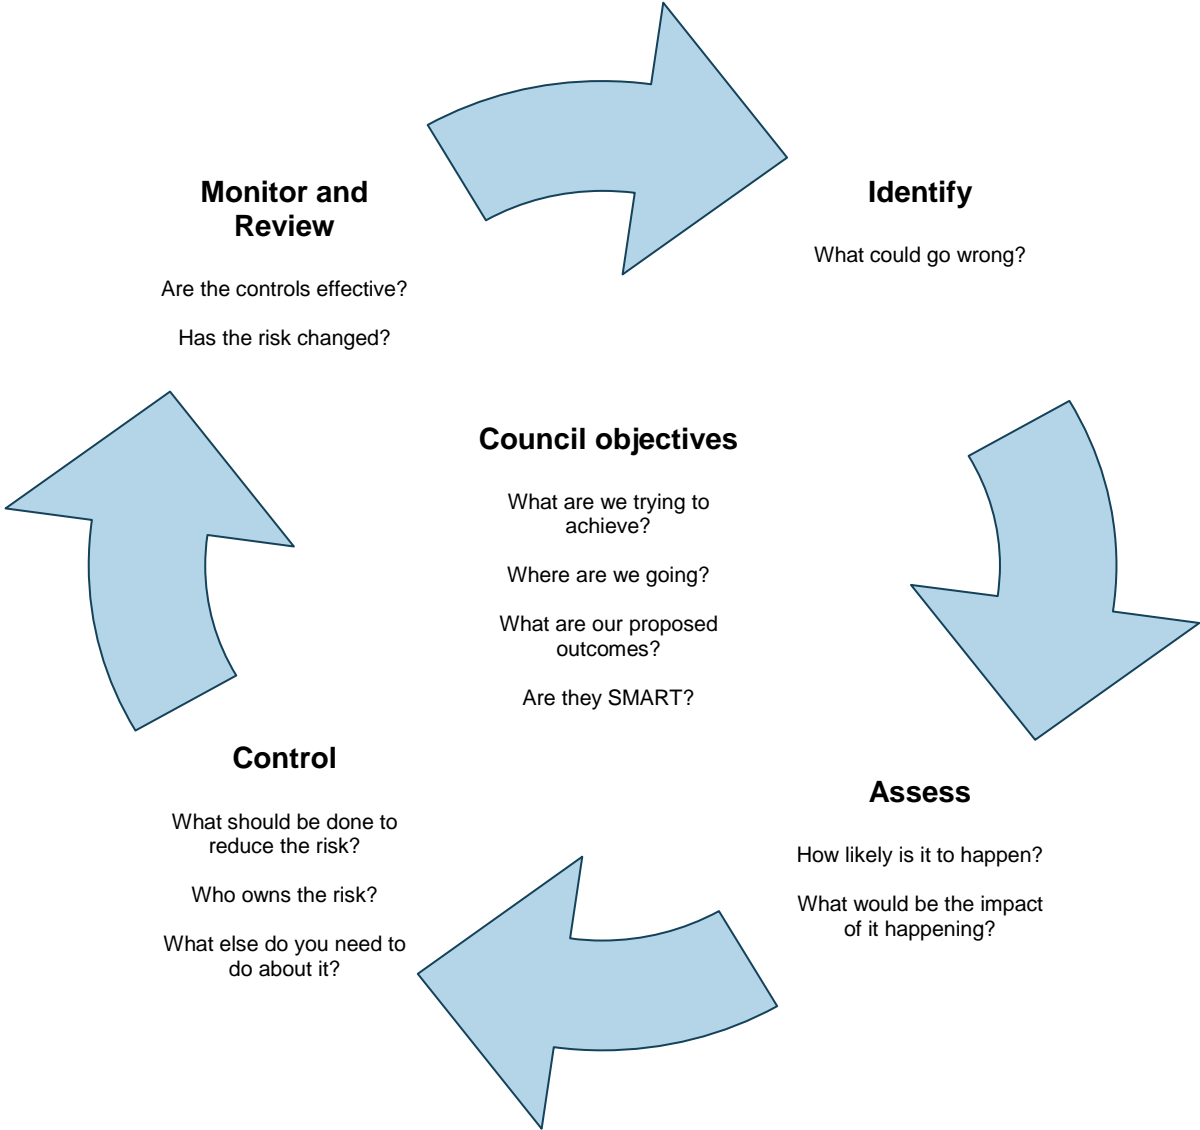 Monitor and
Review
Are the controls effective?
Has the risk changed?
Identify
What could go wrong?
Council objectives
What are we trying to
achieve?
Where are we going?
What are our proposed
outcomes?
Are they SMART?
Control
What should be done to
reduce the risk?
Who owns the risk?
What else do you need to
do about it?
Assess
How likely is it to happen?
What would be the impact
of it happening?